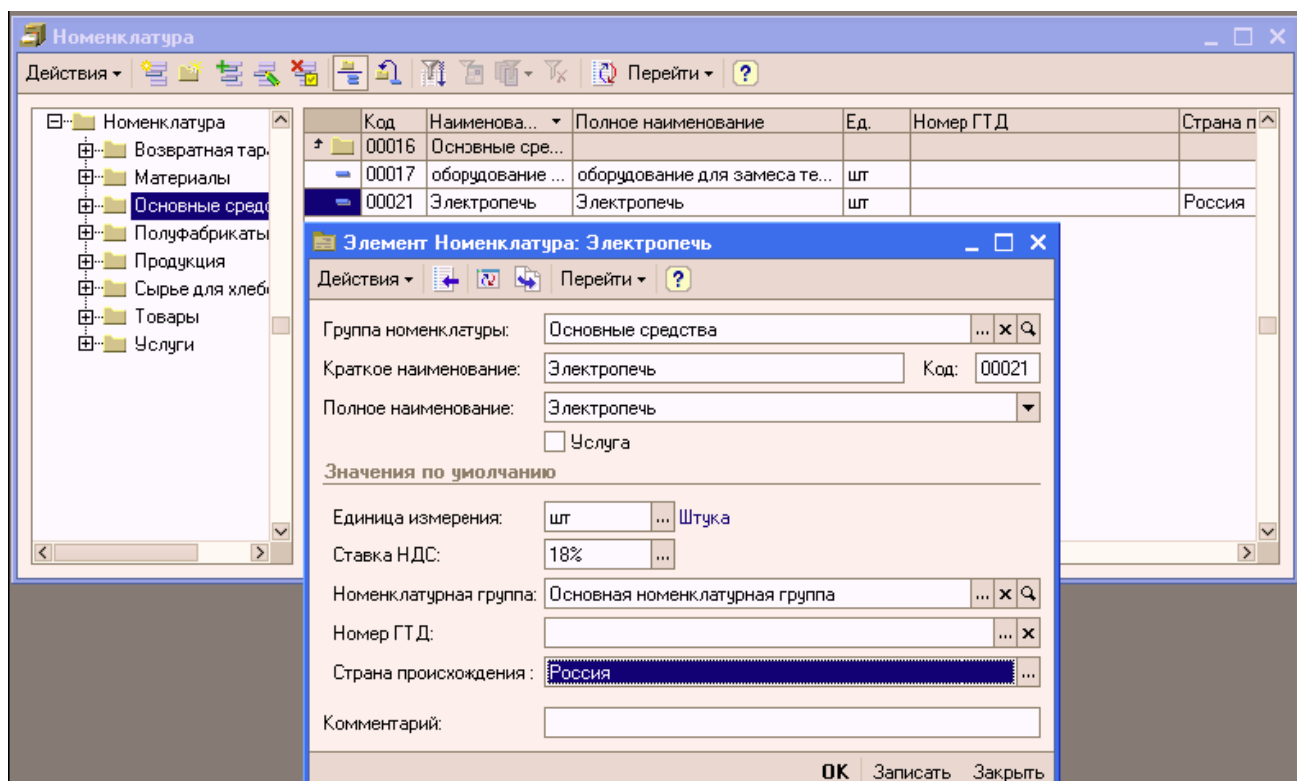 Номенклатура
Действия Перейти ?
Номенклатура
Возвратная тар
Материалы
Основные средс
Полуфабрикаты
Продукция
Сырье для хлеб
Товары
Услуги
Код Наименова... Полное наименование Ед. Номер ГТД Страна п
00016 Основные сре...
00017 оборудование ... оборудование для замеса те... шт
00021 Электропечь Электропечь шт Россия
Элемент Номенклатура: Электропечь
Действия Перейти ?
Группа номенклатуры: Основные средства ...
Краткое наименование: Электропечь Код: 00021
Полное наименование: Электропечь
Услуга
Значения по умолчанию
Единица измерения: шт ... Штука
Ставка НДС: 18% ...
Номенклатурная группа: Основная номенклатурная группа ...
Номер ГТД: ...
Страна происхождения : Россия ...
Комментарий:
OK Записать Закрыть